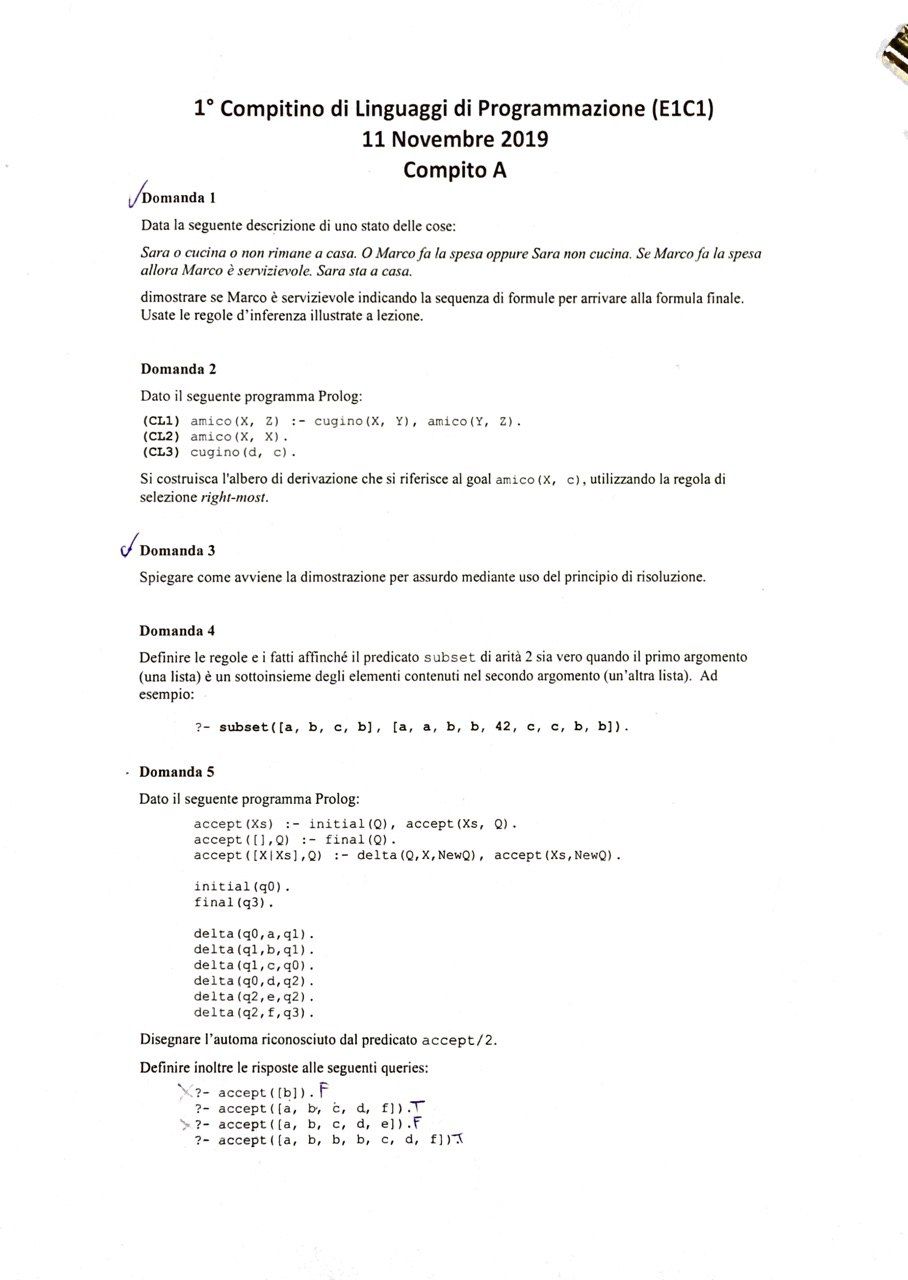 1° Compitino di Linguaggi di Programmazione (E1C1)
11 Novembre 2019
Compito A
Domanda 1
Data la seguente descrizione di uno stato delle cose:
Sara o cucina o non rimane a casa. O Marco fa la spesa oppure Sara non cucina. Se Marco fa la spesa
allora Marco è servizievole. Sara sta a casa.
dimostrare se Marco è servizievole indicando la sequenza di formule per arrivare alla formula finale.
Usate le regole d'inferenza illustrate a lezione.
Domanda 2
Dato il seguente programma Prolog:
(CL1) amico(X, Z) :- cugino(X, Y), amico(Y, Z).
(CL2) amico(X, X).
(CL3) cugino(d, c).
Si costruisca l'albero di derivazione che si riferisce al goal amico(X, c), utilizzando la regola di
selezione right-most.
Domanda 3
Spiegare come avviene la dimostrazione per assurdo mediante uso del principio di risoluzione.
Domanda 4
Definire le regole e i fatti affinché il predicato subset di arità 2 sia vero quando il primo argomento
(una lista) è un sottoinsieme degli elementi contenuti nel secondo argomento (un'altra lista). Ad
esempio:
?- subset([a, b, c, b], [a, a, b, b, 42, c, c, b, b]).
Domanda 5
Dato il seguente programma Prolog:
accept(Xs) :- initial(Q), accept(Xs, Q).
accept([],Q) :- final(Q).
accept([X|Xs],Q) :- delta(Q,X,NewQ), accept(Xs,NewQ).
initial(q0).
final(q3).
delta(q0,a,q1).
delta(q1,b,q1).
delta(q1,c,q0).
delta(q0,d,q2).
delta(q2,e,q2).
delta(q2,f,q3).
Disegnare l'automa riconosciuto dal predicato accept/2.
Definire inoltre le risposte alle seguenti queries:
?- accept([b]). F
?- accept([a, b, c, d, f]). T
?- accept([a, b, c, d, e]). F
?- accept([a, b, b, b, c, d, f]) T